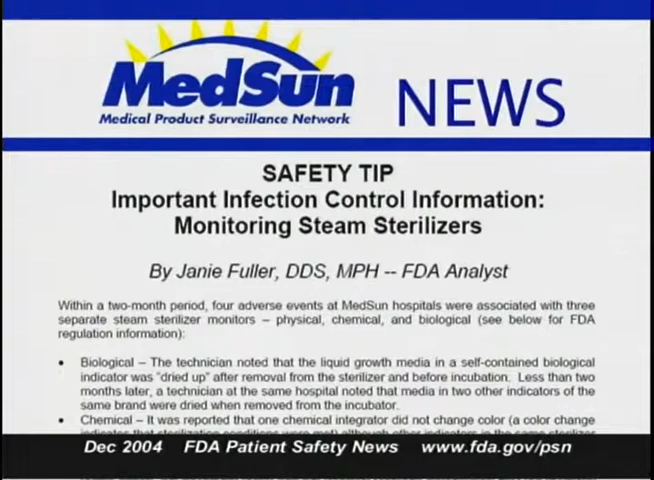 MedSun
Medical Product Surveillance Network
NEWS
SAFETY TIP
Important Infection Control Information:
Monitoring Steam Sterilizers
By Janie Fuller, DDS, MPH -- FDA Analyst
Within a two-month period, four adverse events at MedSun hospitals were associated with three
separate steam sterilizer monitors – physical, chemical, and biological (see below for FDA
regulation information):
• Biological – The technician noted that the liquid growth media in a self-contained biological
indicator was "dried up" after removal from the sterilizer and before incubation. Less than two
months later, a technician at the same hospital noted that media in two other indicators of the
same brand were dried when removed from the incubator.
• Chemical – It was reported that one chemical integrator did not change color (a color change
Dec 2004 FDA Patient Safety News www.fda.gov/psn